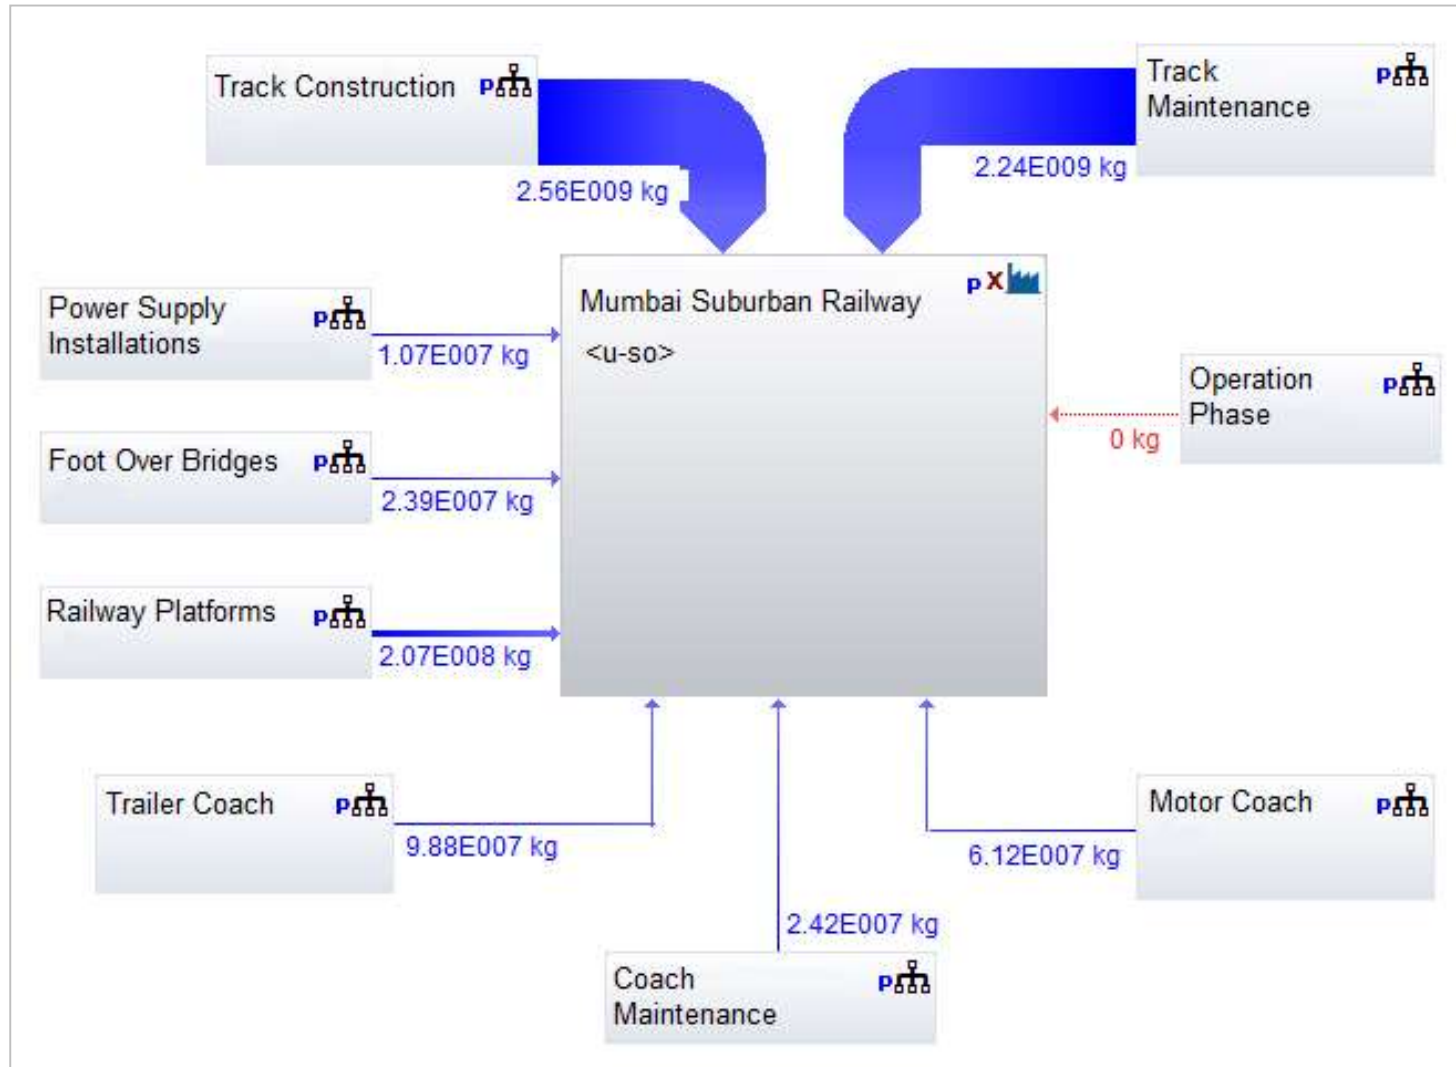 Track Construction p
2.56E009 kg
Track
Maintenance p
2.24E009 kg
Power Supply
Installations p
1.07E007 kg
Mumbai Suburban Railway p X
<u-so>
Operation
Phase p
0 kg
Foot Over Bridges p
2.39E007 kg
Railway Platforms p
2.07E008 kg
Trailer Coach p
9.88E007 kg
Motor Coach p
6.12E007 kg
2.42E007 kg
Coach
Maintenance p